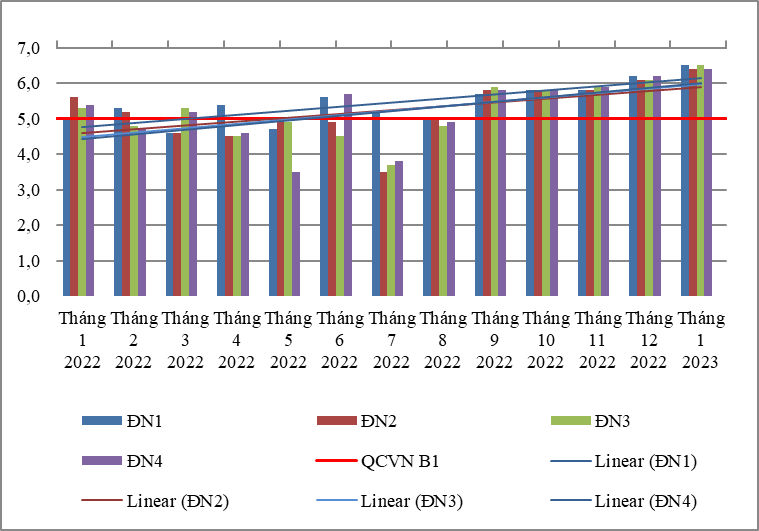 7,0
6,0
5,0
4,0
3,0
2,0
1,0
0,0
Tháng Tháng Tháng Tháng Tháng Tháng Tháng Tháng Tháng Tháng Tháng Tháng Tháng
1 2 3 4 5 6 7 8 9 10 11 12 1
2022 2022 2022 2022 2022 2022 2022 2022 2022 2022 2022 2022 2023
ĐN1 ĐN2 ĐN3
ĐN4 QCVN B1 Linear (ĐN1)
Linear (ĐN2) Linear (ĐN3) Linear (ĐN4)